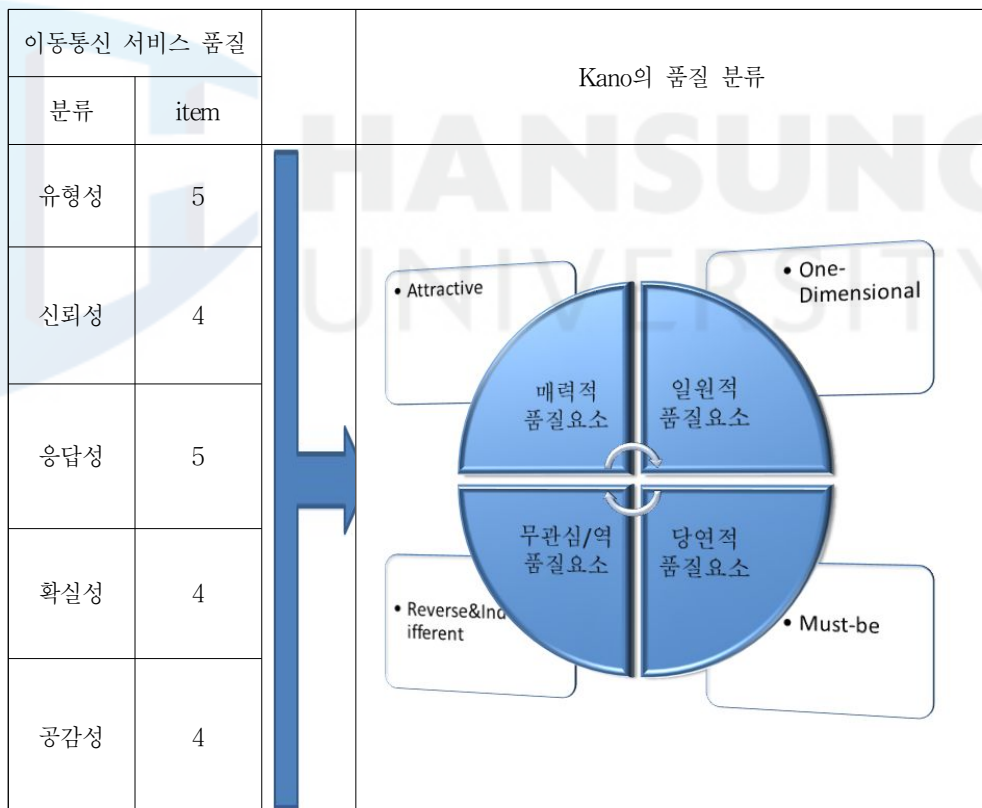 이동통신 서비스 품질
Kano의 품질 분류
분류 item
유형성 5
신뢰성 4
응답성 5
확실성 4
공감성 4
HANSUNG
UNIVERSITY
• Attractive
• One-
Dimensional
매력적
품질요소
일원적
품질요소
무관심/역
품질요소
당연적
품질요소
• Reverse&Ind
ifferent
• Must-be